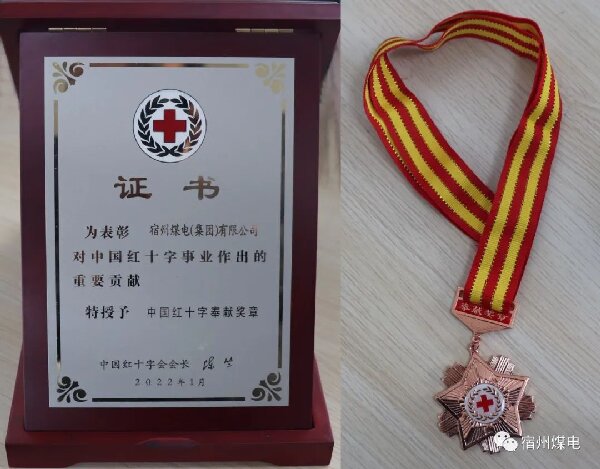 证书
为表彰 宿州煤电(集团)有限公司
对中国红十字事业作出的
重要贡献
特授予 中国红十字奉献奖章
中国红十字会会长 陈竺
2022年1月
奉献奖章
宿州煤电